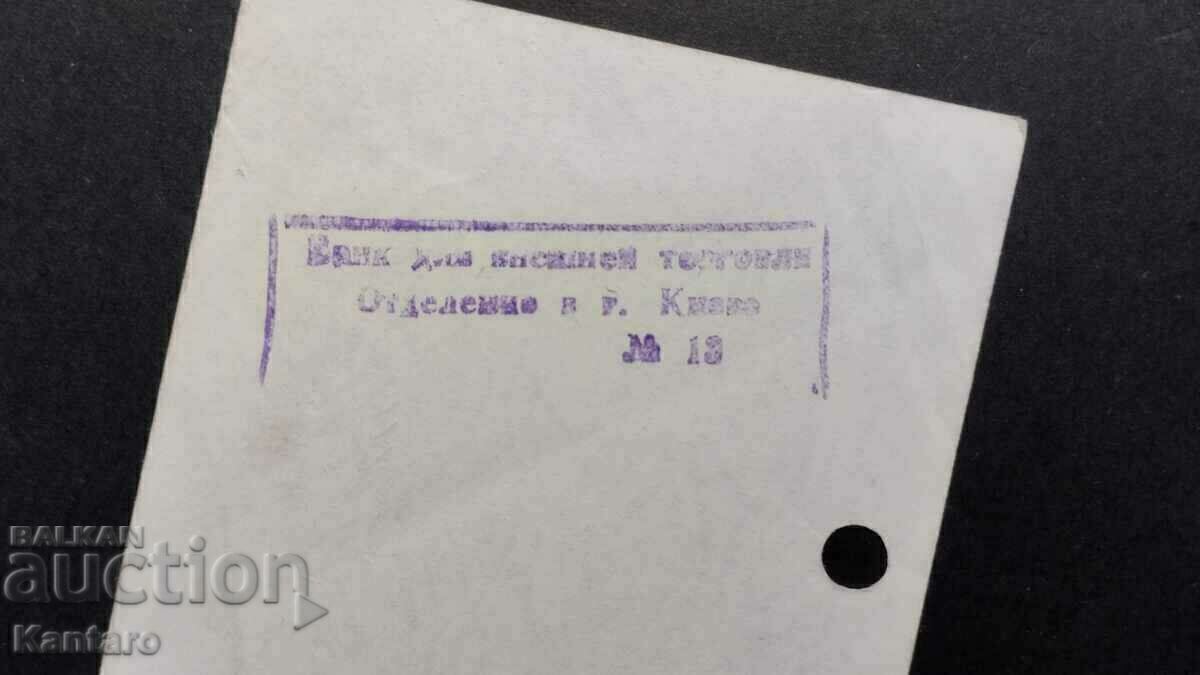 Банк для внешней торговли
Отделение в г. Киеве
№ 13
BALKAN
auction
Kantaro